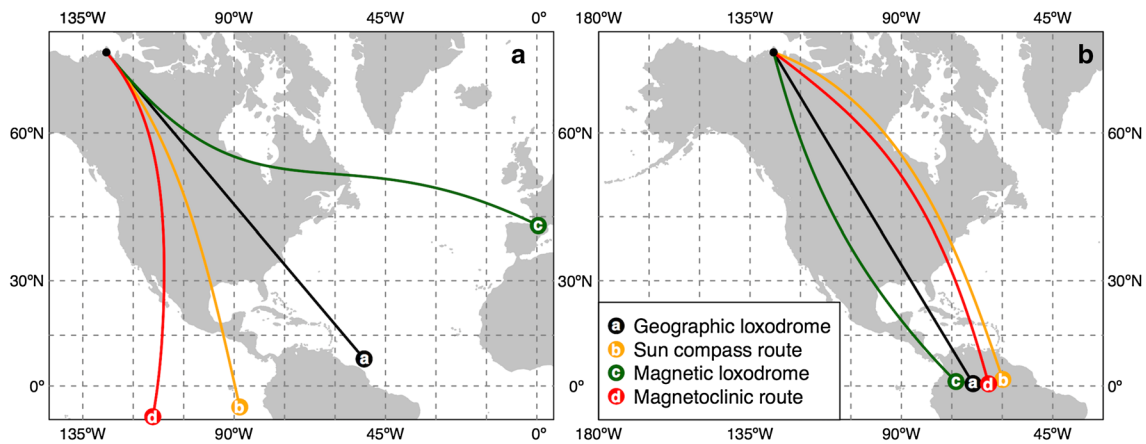 135°W 90°W 45°W 0° 180°W 135°W 90°W 45°W
a b
60°N 60°N
c
30°N 30°N
a Geographic loxodrome
b Sun compass route
a
c Magnetic loxodrome
0° c a d b 0°
d Magnetoclinic route
b
d
135°W 90°W 45°W 0° 180°W 135°W 90°W 45°W